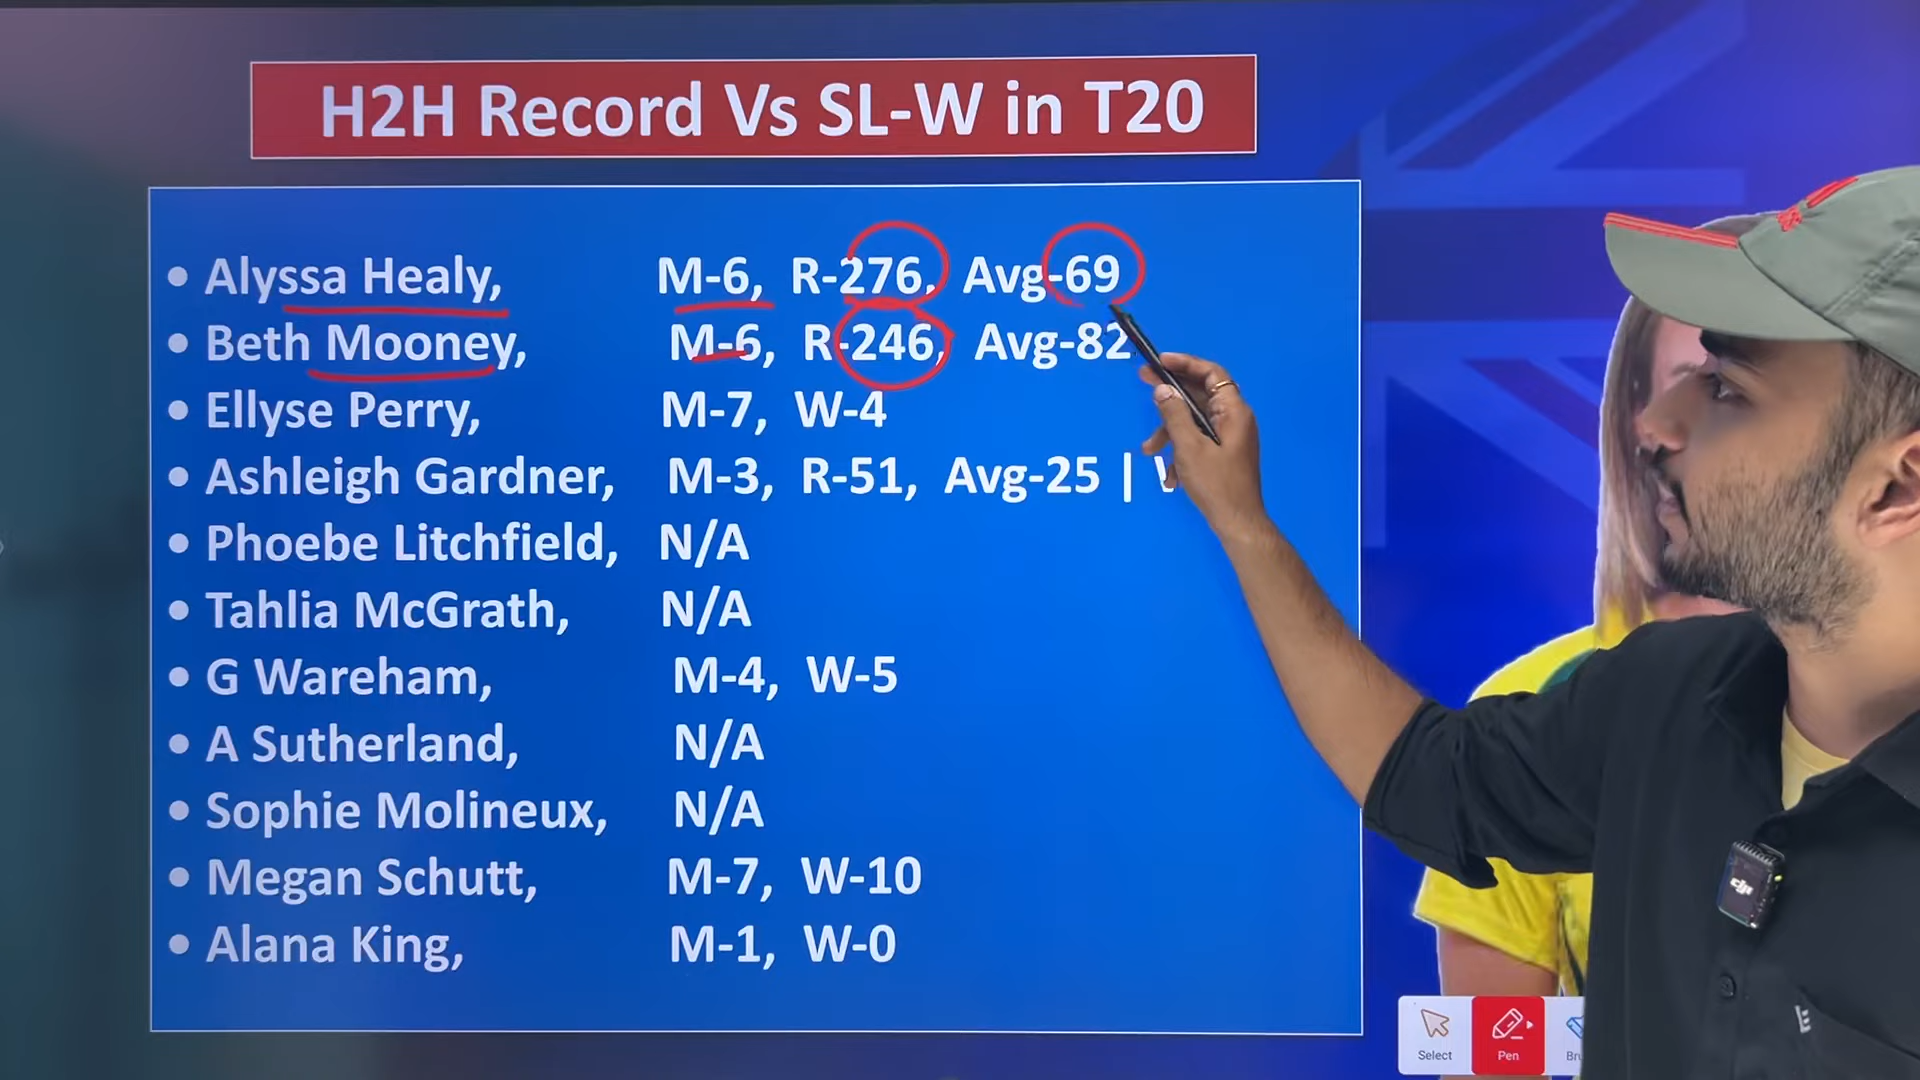 H2H Record Vs SL-W in T20
• Alyssa Healy, M-6, R-276, Avg-69
• Beth Mooney, M-6, R-246, Avg-82
• Ellyse Perry, M-7, W-4
• Ashleigh Gardner, M-3, R-51, Avg-25 |
• Phoebe Litchfield, N/A
• Tahlia McGrath, N/A
• G Wareham, M-4, W-5
• A Sutherland, N/A
• Sophie Molineux, N/A
• Megan Schutt, M-7, W-10
• Alana King, M-1, W-0
dji
Select Pen